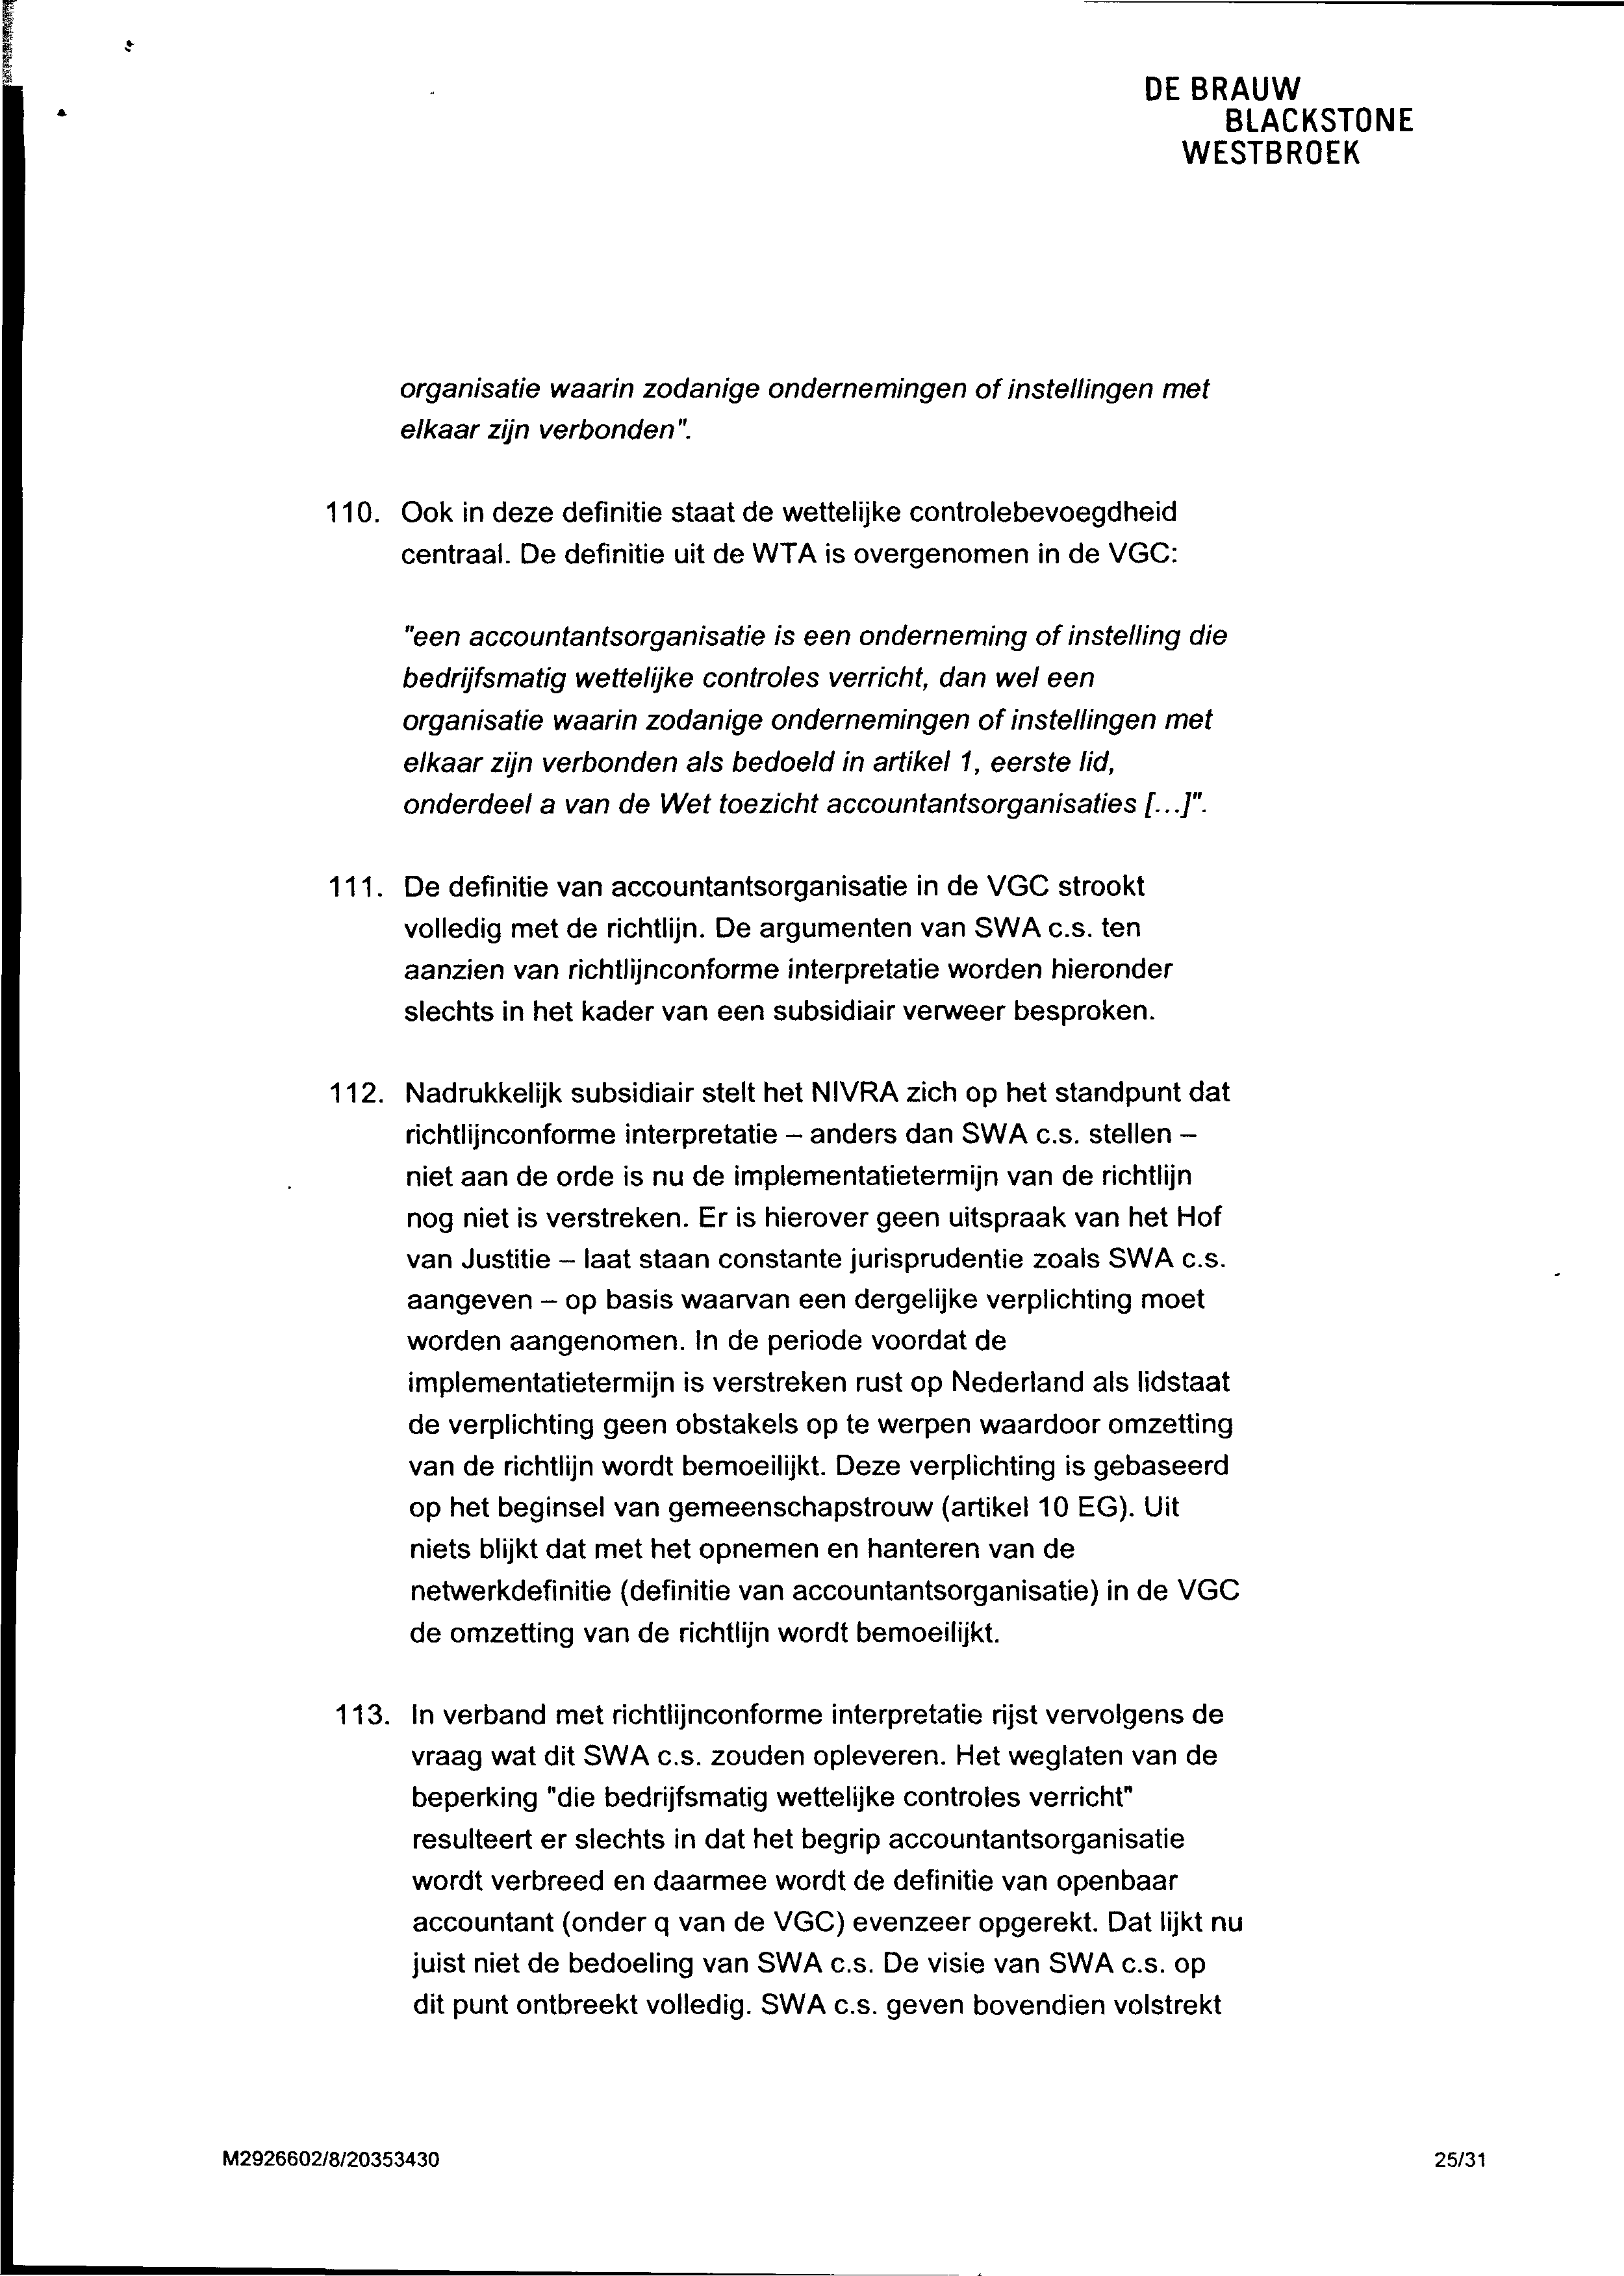 DE BRAUW
BLACKSTONE
WESTBROEK
organisatie waarin zodanige ondernemingen of instellingen met
elkaar zijn verbonden".
110. Ook in deze definitie staat de wettelijke controlebevoegdheid
centraal. De definitie uit de WTA is overgenomen in de VGC:
"een accountantsorganisatie is een onderneming of instelling die
bedrijfsmatig wettelijke controles verricht, dan wel een
organisatie waarin zodanige ondernemingen of instellingen met
elkaar zijn verbonden als bedoeld in artikel 1, eerste lid,
onderdeel a van de Wet toezicht accountantsorganisaties [...]".
111. De definitie van accountantsorganisatie in de VGC strookt
volledig met de richtlijn. De argumenten van SWA c.s. ten
aanzien van richtlijnconforme interpretatie worden hieronder
slechts in het kader van een subsidiair verweer besproken.
112. Nadrukkelijk subsidiair stelt het NIVRA zich op het standpunt dat
richtlijnconforme interpretatie – anders dan SWA c.s. stellen –
niet aan de orde is nu de implementatietermijn van de richtlijn
nog niet is verstreken. Er is hierover geen uitspraak van het Hof
van Justitie – laat staan constante jurisprudentie zoals SWA c.s.
aangeven – op basis waarvan een dergelijke verplichting moet
worden aangenomen. In de periode voordat de
implementatietermijn is verstreken rust op Nederland als lidstaat
de verplichting geen obstakels op te werpen waardoor omzetting
van de richtlijn wordt bemoeilijkt. Deze verplichting is gebaseerd
op het beginsel van gemeenschapstrouw (artikel 10 EG). Uit
niets blijkt dat met het opnemen en hanteren van de
netwerkdefinitie (definitie van accountantsorganisatie) in de VGC
de omzetting van de richtlijn wordt bemoeilijkt.
113. In verband met richtlijnconforme interpretatie rijst vervolgens de
vraag wat dit SWA c.s. zouden opleveren. Het weglaten van de
beperking "die bedrijfsmatig wettelijke controles verricht"
resulteert er slechts in dat het begrip accountantsorganisatie
wordt verbreed en daarmee wordt de definitie van openbaar
accountant (onder q van de VGC) evenzeer opgerekt. Dat lijkt nu
juist niet de bedoeling van SWA c.s. De visie van SWA c.s. op
dit punt ontbreekt volledig. SWA c.s. geven bovendien volstrekt
M2926602/8/20353430
25/31